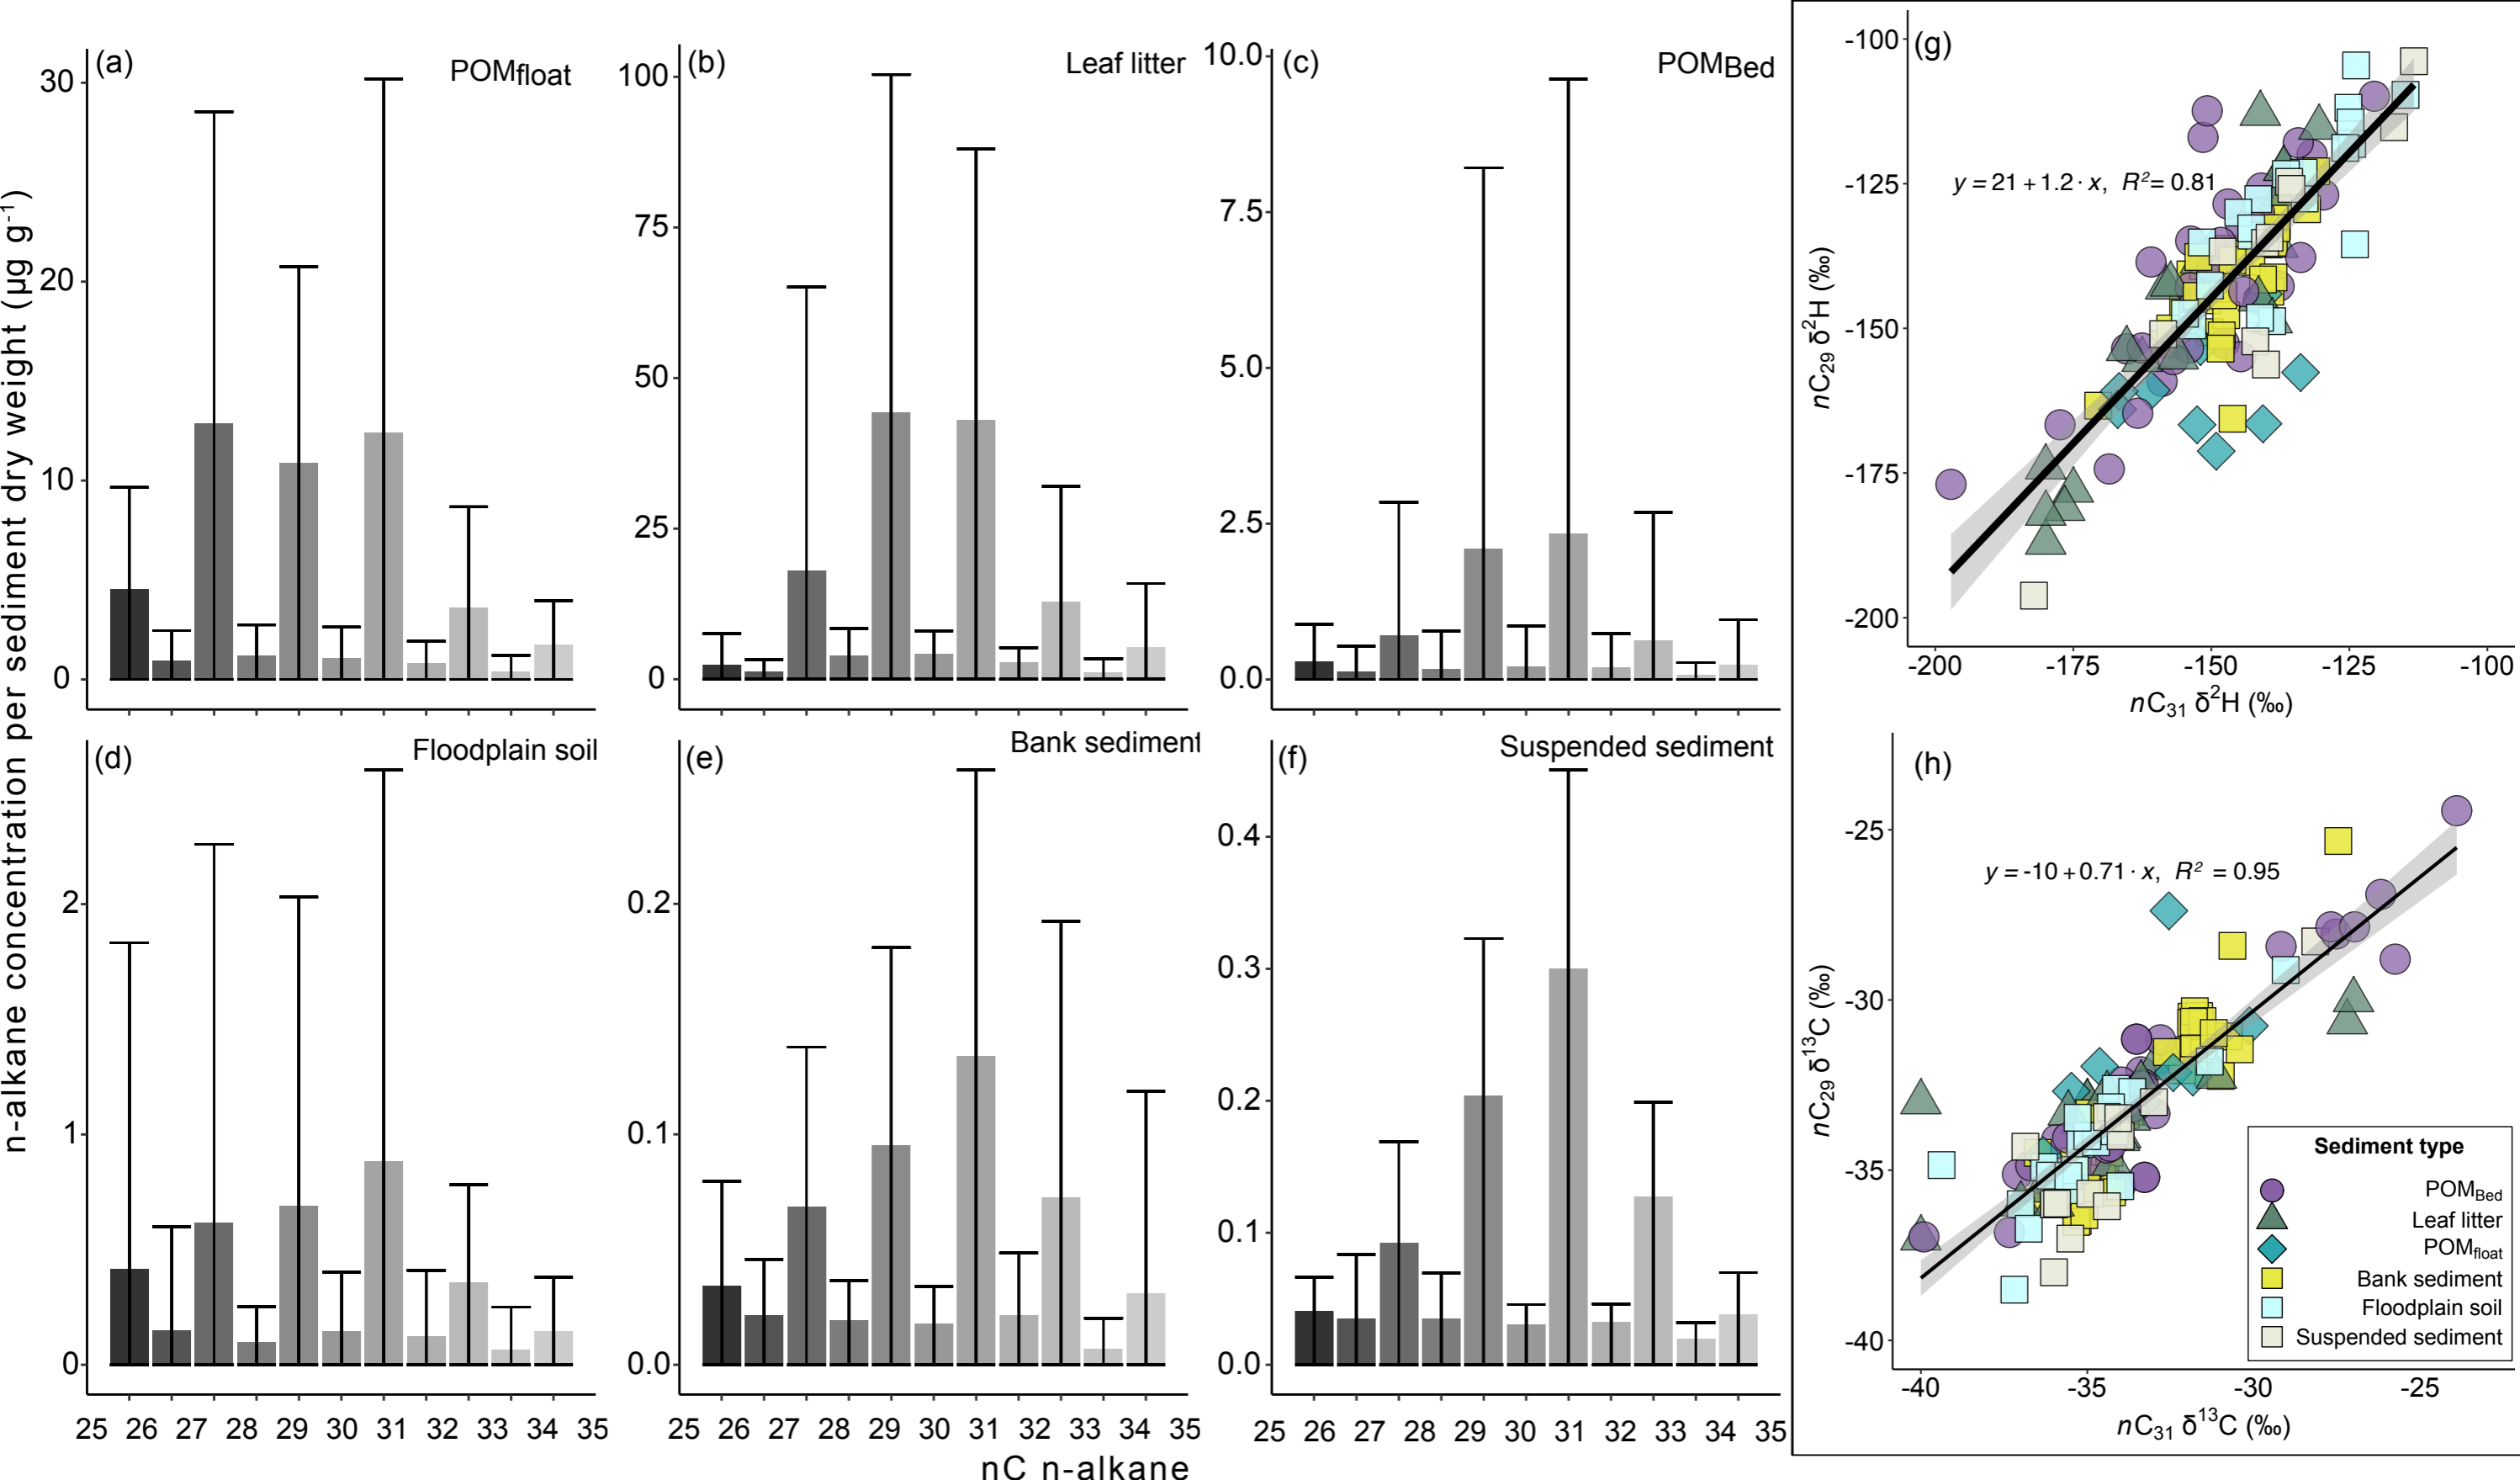 n-alkane concentration per sediment dry weight (µg g-1)
(a)
POMfloat
30
20
10
0
(b)
Leaf litter
100
75
50
25
0
(c)
POMBed
10.0
7.5
5.0
2.5
0.0
(d)
Floodplain soil
2
1
0
25 26 27 28 29 30 31 32 33 34 35
(e)
Bank sediment
0.2
0.1
0.0
25 26 27 28 29 30 31 32 33 34 35
(f)
Suspended sediment
0.4
0.3
0.2
0.1
0.0
25 26 27 28 29 30 31 32 33 34 35
nC n-alkane
(g)
y = 21 + 1.2 · x, R2 = 0.81
nC29 δ2H (‰)
-100
-125
-150
-175
-200
-200 -175 -150 -125 -100
nC31 δ2H (‰)
(h)
y = -10 + 0.71 · x, R2 = 0.95
nC29 δ13C (‰)
-25
-30
-35
-40
-40 -35 -30 -25
nC31 δ13C (‰)
Sediment type
POMBed
Leaf litter
POMfloat
Bank sediment
Floodplain soil
Suspended sediment